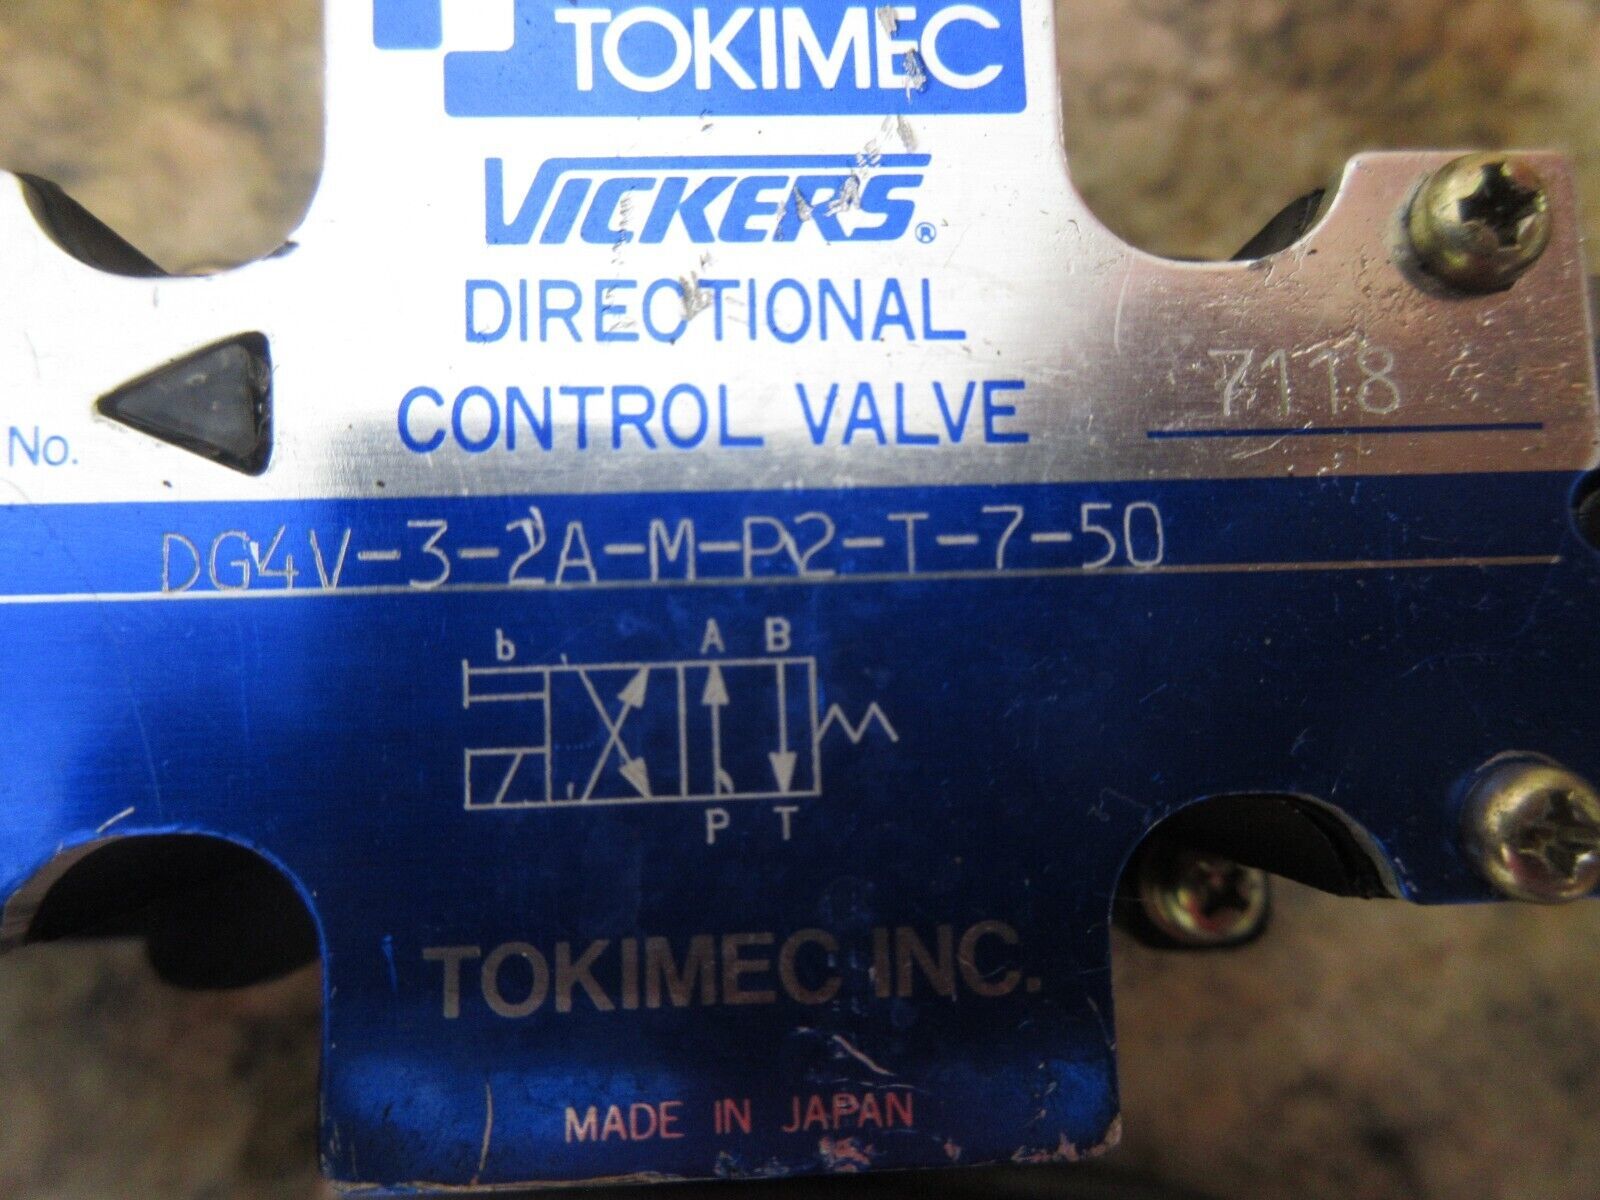 TOKIMEC
VICKERS®
DIRECTIONAL
CONTROL VALVE
7118
No.
DG4V-3-2A-M-P2-T-7-50
b A B
P T
TOKIMEC INC.
MADE IN JAPAN